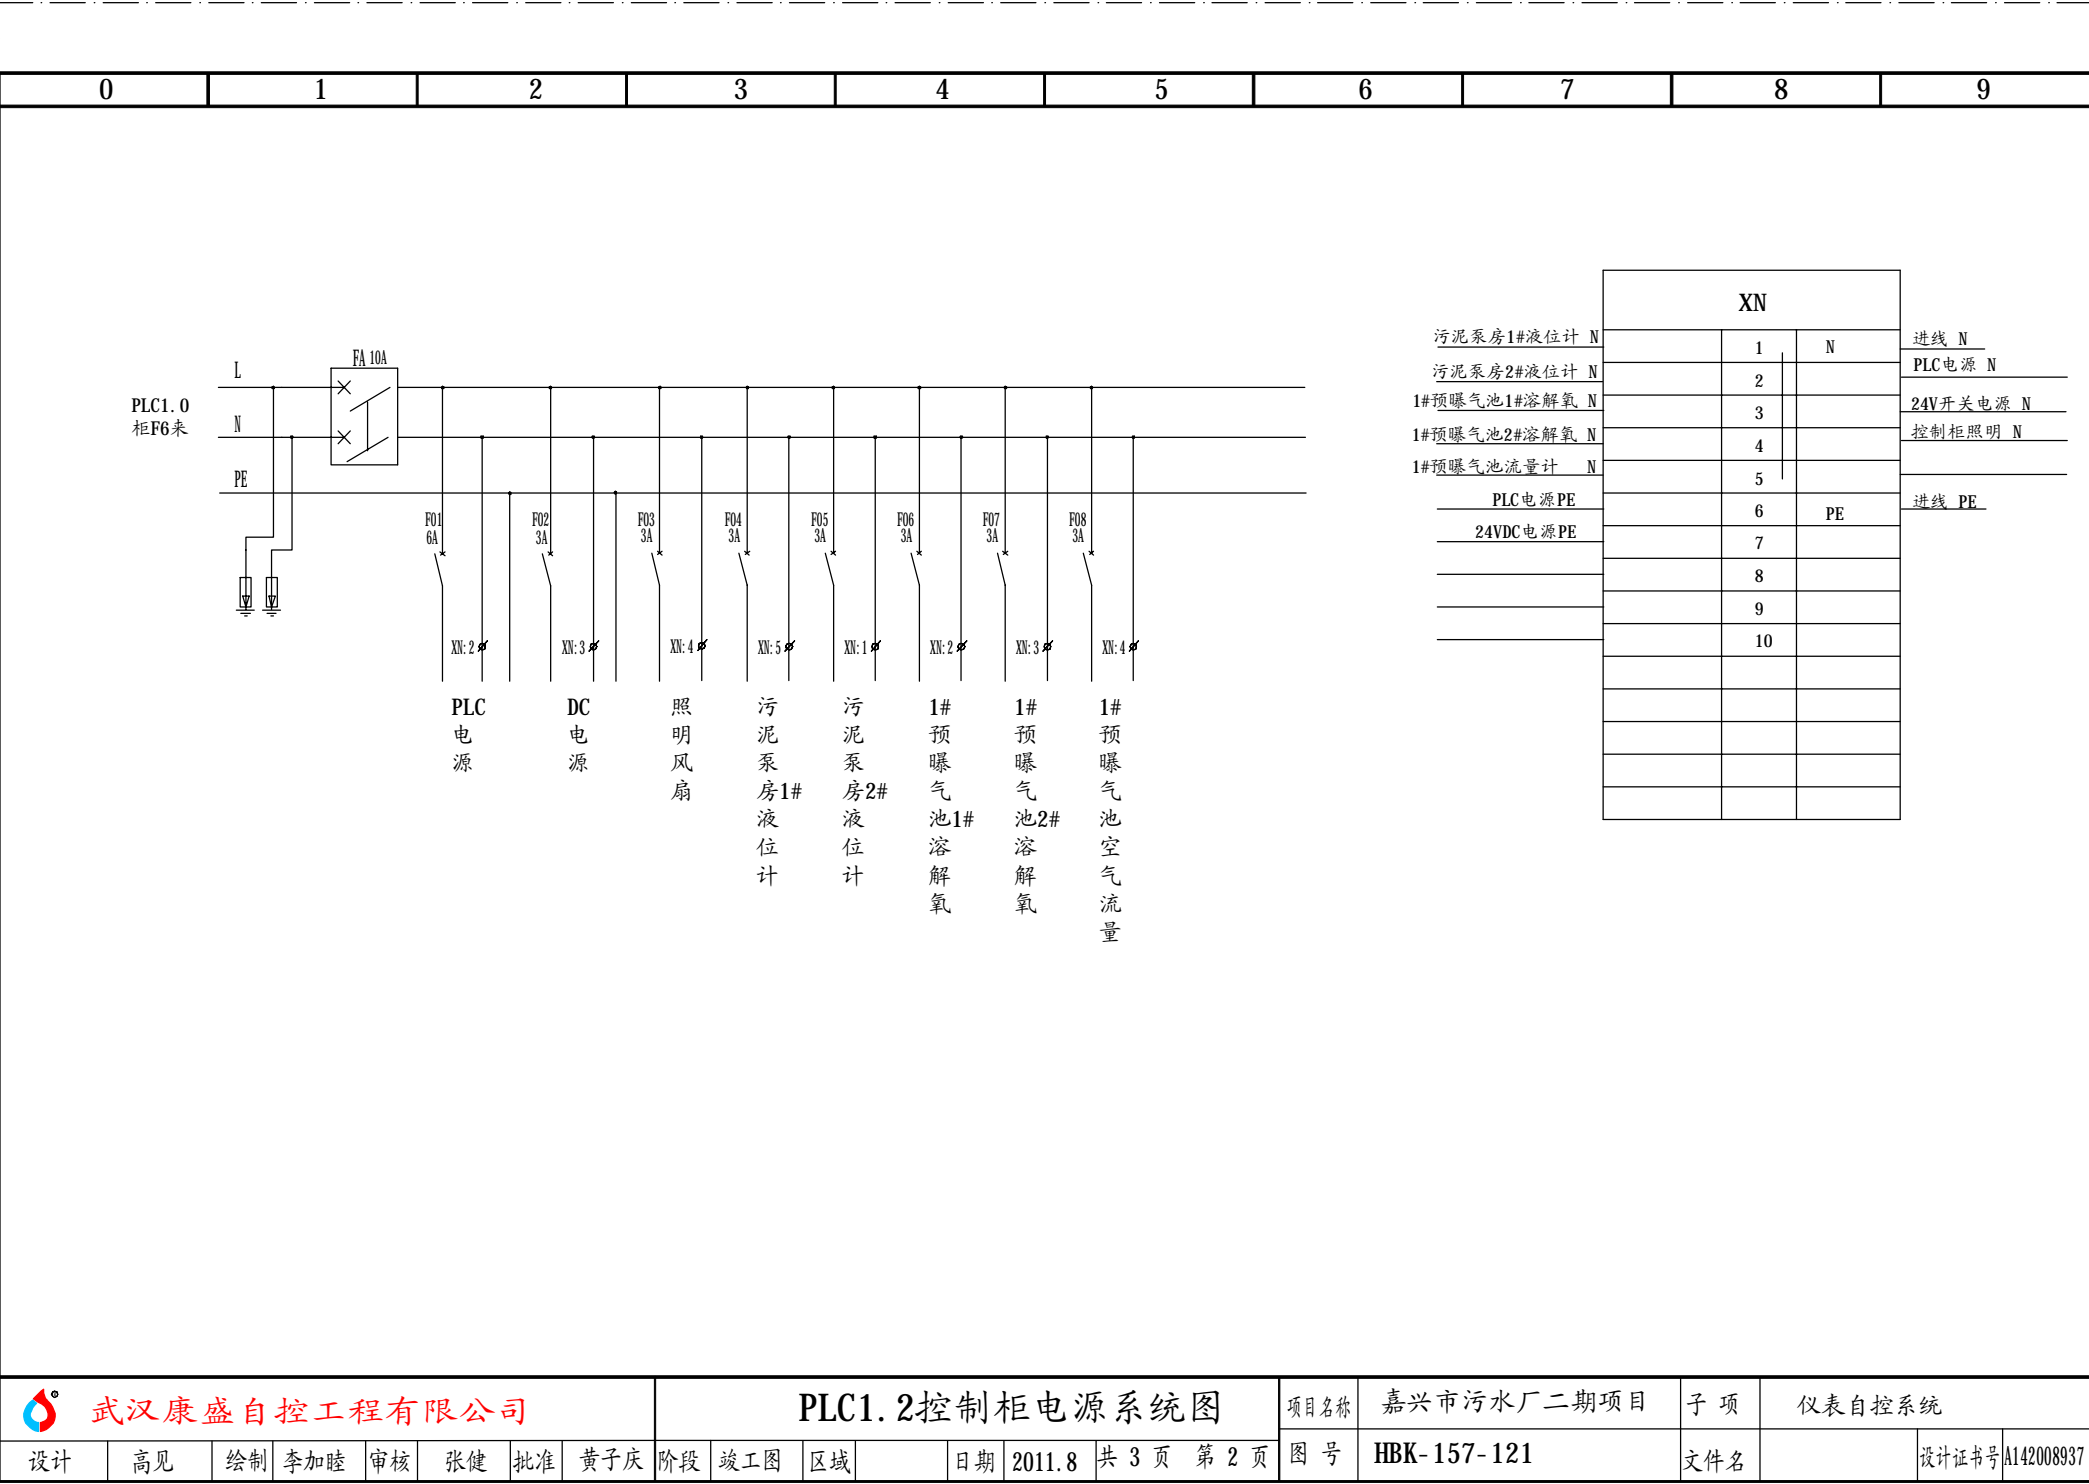 0 1 2 3 4 5 6 7 8 9
PLC1.0
柜F6来
L
N
PE
FA 10A
F01
6A
F02
3A
F03
3A
F04
3A
F05
3A
F06
3A
F07
3A
F08
3A
XN:2
XN:3
XN:4
XN:5
XN:1
XN:2
XN:3
XN:4
PLC电源
DC电源
照明风扇
污泥泵房1#液位计
污泥泵房2#液位计
1#预曝气池1#溶解氧
1#预曝气池2#溶解氧
1#预曝气池空气流量
XN
污泥泵房1#液位计 N 1 N 进线 N
污泥泵房2#液位计 N 2 PLC电源 N
1#预曝气池1#溶解氧 N 3 24V开关电源 N
1#预曝气池2#溶解氧 N 4 控制柜照明 N
1#预曝气池流量计 N 5
PLC电源PE 6 PE 进线 PE
24VDC电源PE 7
8
9
10
武汉康盛自控工程有限公司
PLC1.2控制柜电源系统图
项目名称 嘉兴市污水厂二期项目 子 项 仪表自控系统
设计 高见 绘制 李加睦 审核 张健 批准 黄子庆 阶段 竣工图 区域 日期 2011.8 共 3 页 第 2 页 图 号 HBK-157-121 文件名 设计证书号 A142008937